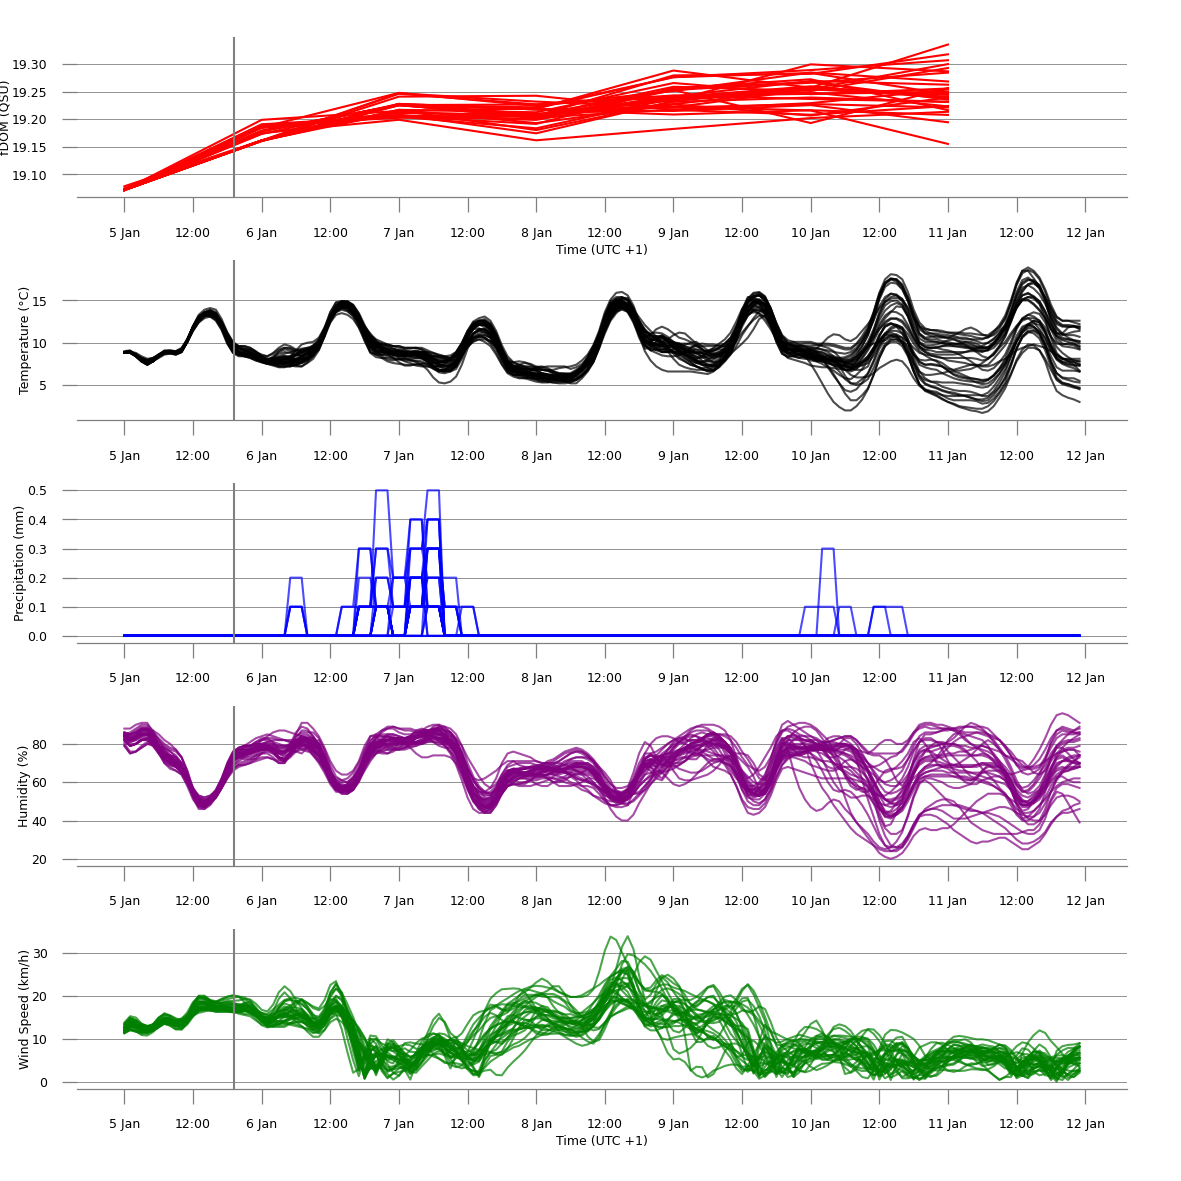 fDOM (QSU)
19.30
19.25
19.20
19.15
19.10
5 Jan 12:00 6 Jan 12:00 7 Jan 12:00 8 Jan 12:00 9 Jan 12:00 10 Jan 12:00 11 Jan 12:00 12 Jan
Time (UTC +1)
Temperature (°C)
15
10
5
5 Jan 12:00 6 Jan 12:00 7 Jan 12:00 8 Jan 12:00 9 Jan 12:00 10 Jan 12:00 11 Jan 12:00 12 Jan
Precipitation (mm)
0.5
0.4
0.3
0.2
0.1
0.0
5 Jan 12:00 6 Jan 12:00 7 Jan 12:00 8 Jan 12:00 9 Jan 12:00 10 Jan 12:00 11 Jan 12:00 12 Jan
Humidity (%)
80
60
40
20
5 Jan 12:00 6 Jan 12:00 7 Jan 12:00 8 Jan 12:00 9 Jan 12:00 10 Jan 12:00 11 Jan 12:00 12 Jan
Wind Speed (km/h)
30
20
10
0
5 Jan 12:00 6 Jan 12:00 7 Jan 12:00 8 Jan 12:00 9 Jan 12:00 10 Jan 12:00 11 Jan 12:00 12 Jan
Time (UTC +1)